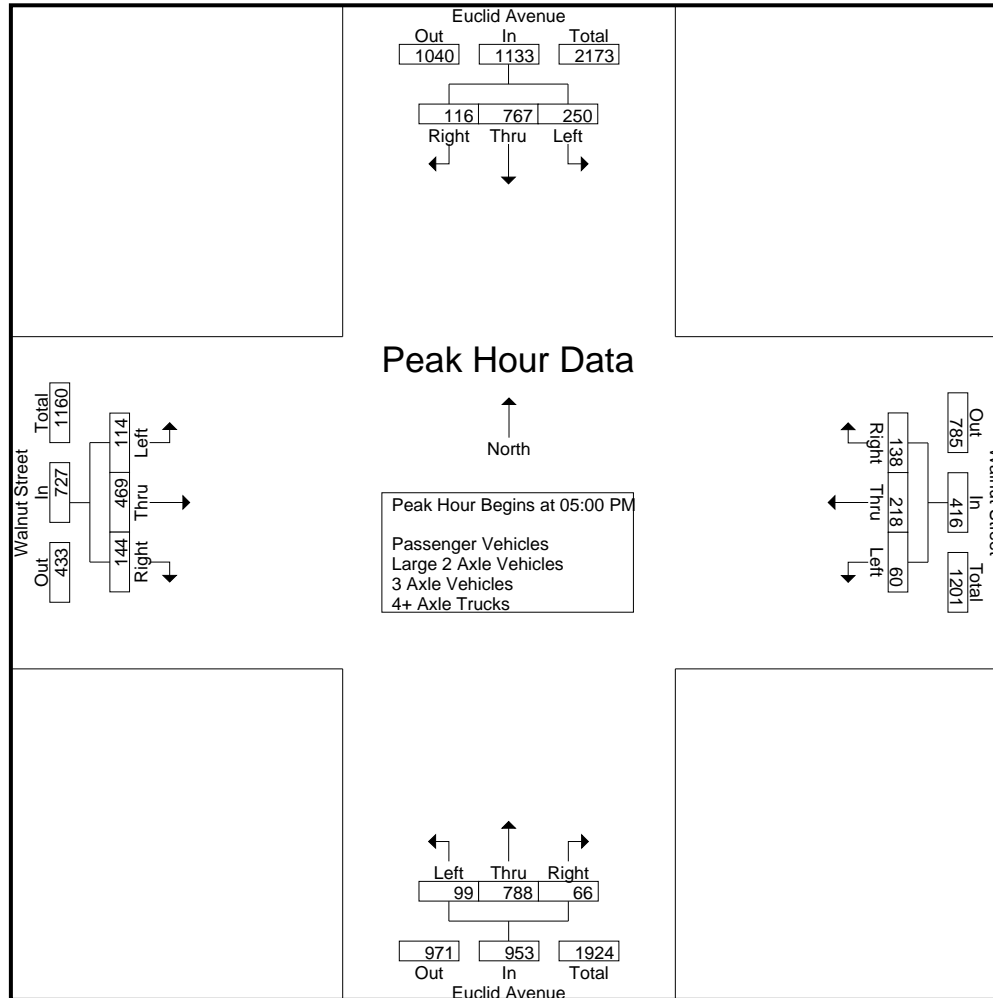 Euclid Avenue
Out In Total
1040 1133 2173
116 767 250
Right Thru Left
Peak Hour Data
North
Peak Hour Begins at 05:00 PM
Passenger Vehicles
Large 2 Axle Vehicles
3 Axle Vehicles
4+ Axle Trucks
Walnut Street
Out In Total
433 727 1160
114 469 144
Left Thru Right
Out In Total
785 416 1201
138 218 60
Right Thru Left
Walnut Street
Left Thru Right
99 788 66
971 953 1924
Out In Total
Euclid Avenue